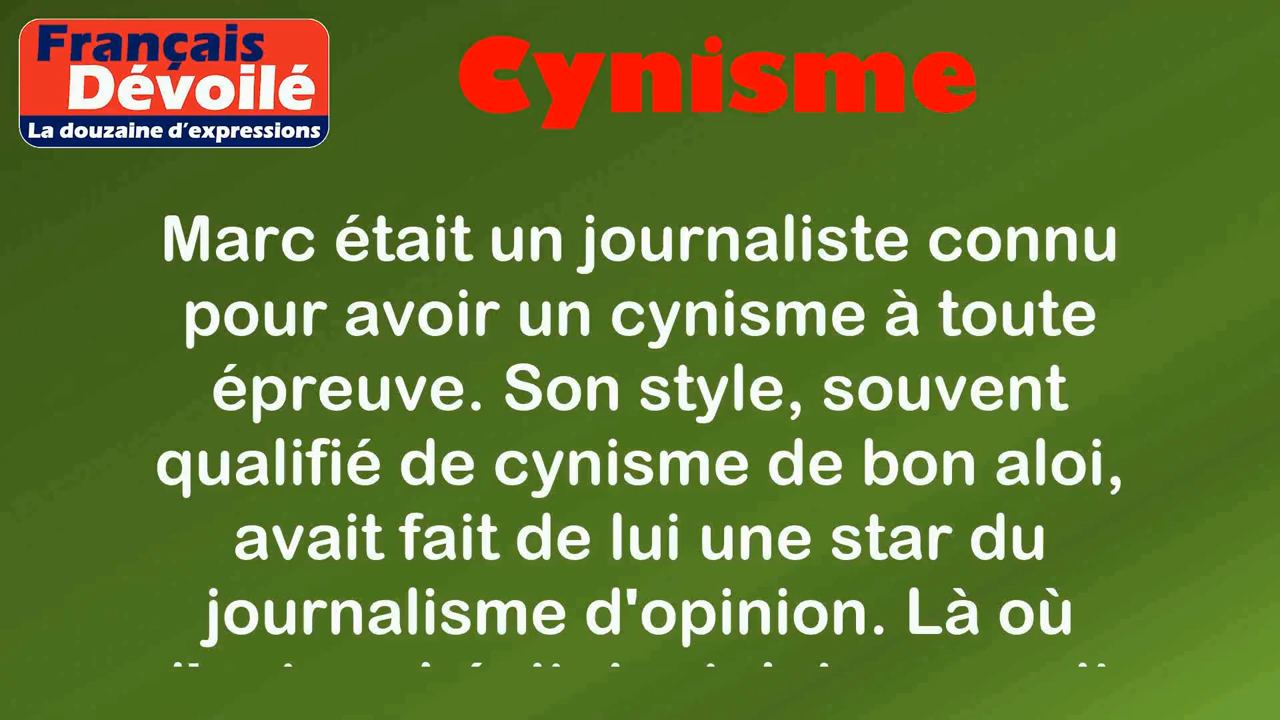 Français
Dévoilé
La douzaine d'expressions
Cynisme
Marc était un journaliste connu
pour avoir un cynisme à toute
épreuve. Son style, souvent
qualifié de cynisme de bon aloi,
avait fait de lui une star du
journalisme d'opinion. Là où